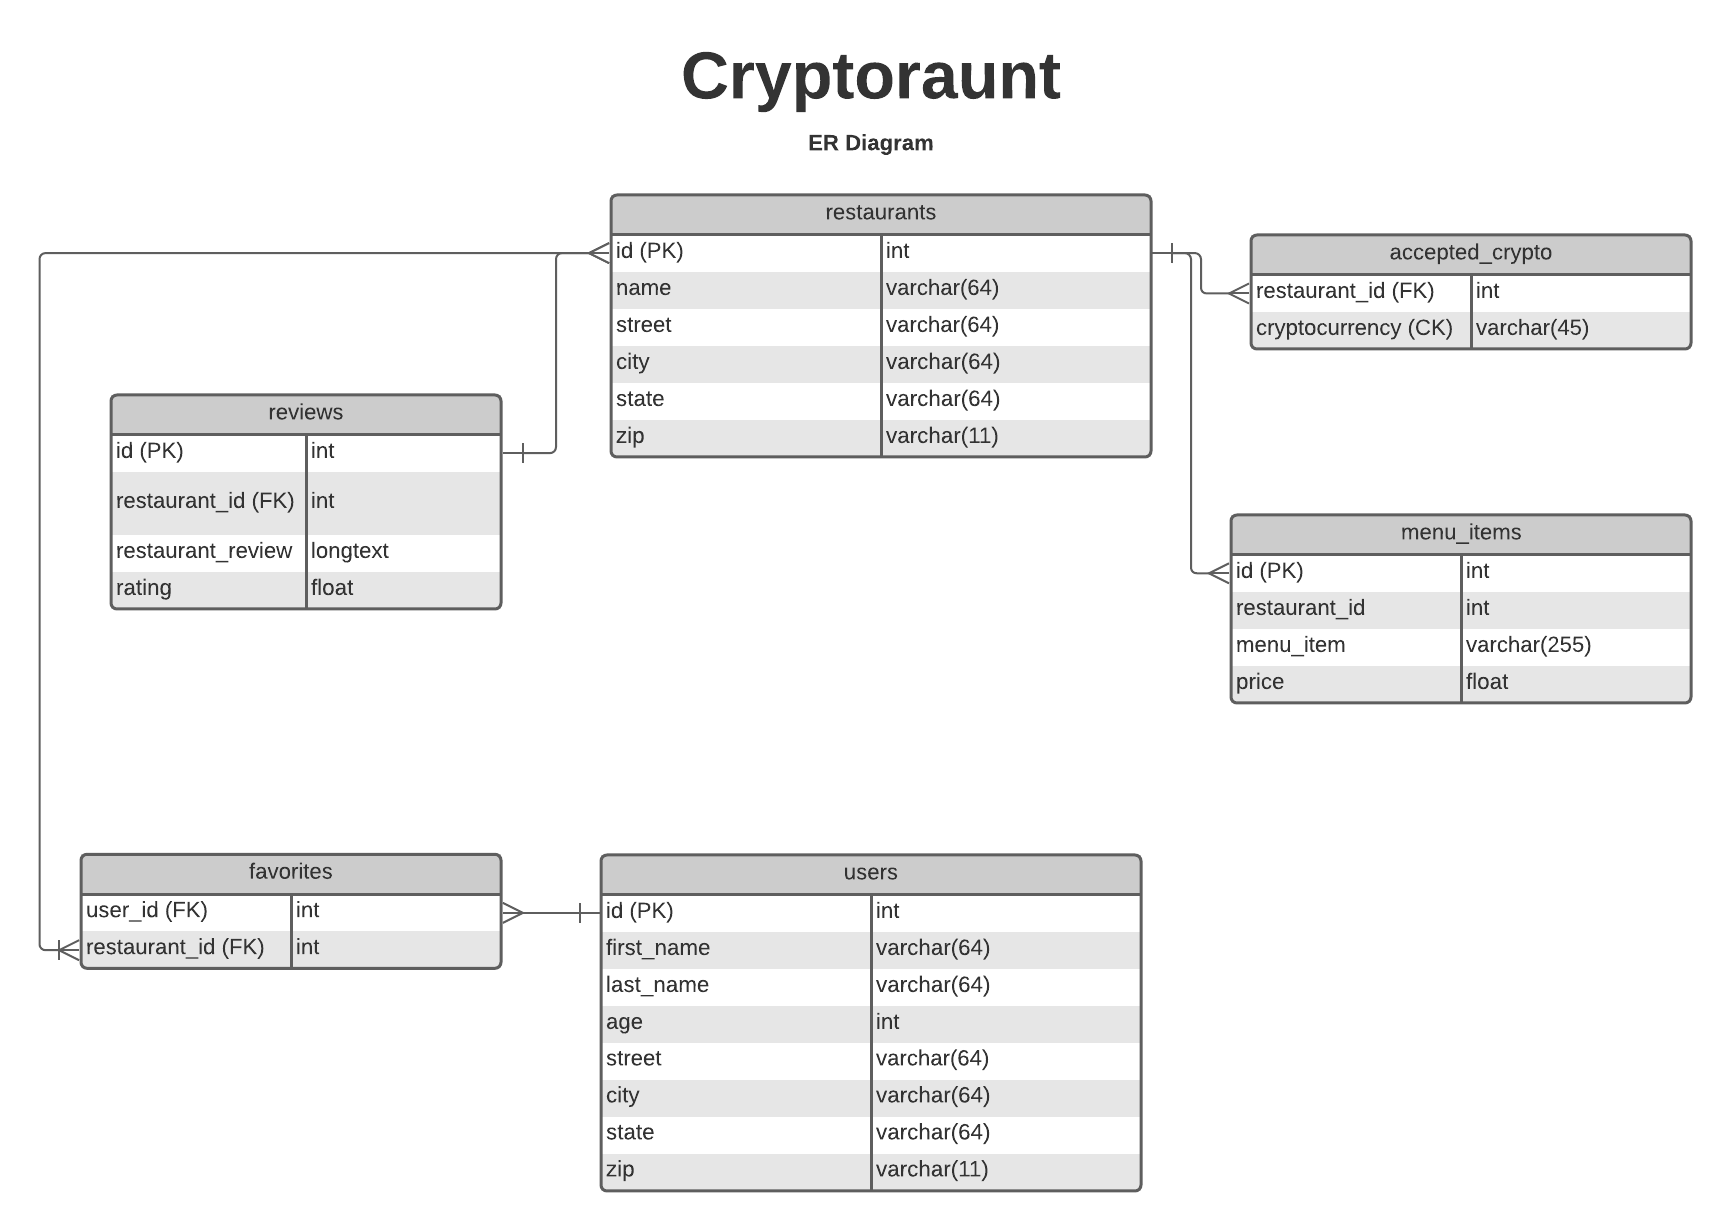 Cryptoraunt
ER Diagram
restaurants
id (PK) int
name varchar(64)
street varchar(64)
city varchar(64)
state varchar(64)
zip varchar(11)
accepted_crypto
restaurant_id (FK) int
cryptocurrency (CK) varchar(45)
reviews
id (PK) int
restaurant_id (FK) int
restaurant_review longtext
rating float
menu_items
id (PK) int
restaurant_id int
menu_item varchar(255)
price float
favorites
user_id (FK) int
restaurant_id (FK) int
users
id (PK) int
first_name varchar(64)
last_name varchar(64)
age int
street varchar(64)
city varchar(64)
state varchar(64)
zip varchar(11)